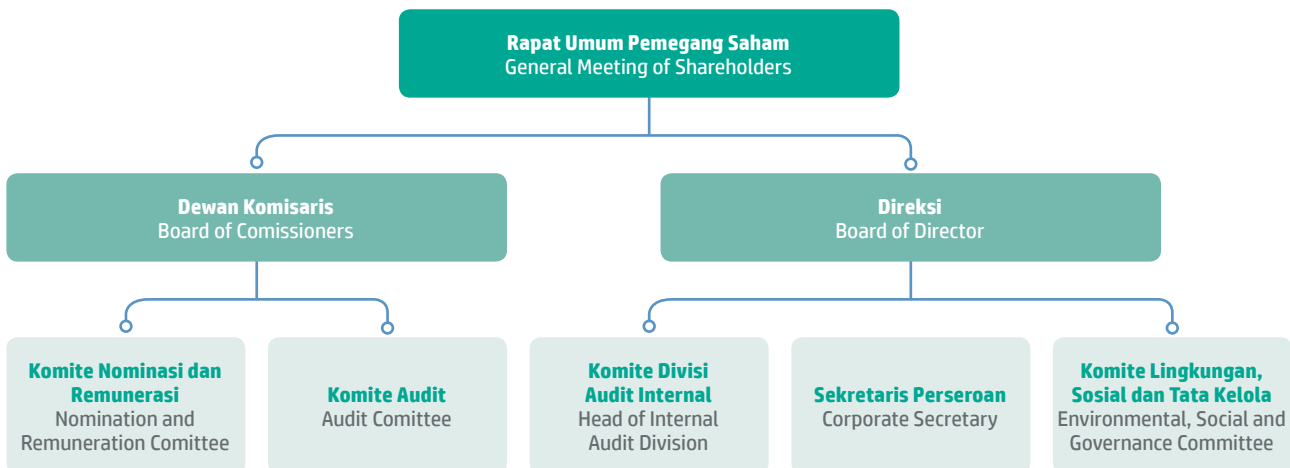 Rapat Umum Pemegang Saham
General Meeting of Shareholders
Dewan Komisaris
Board of Comissioners
Direksi
Board of Director
Komite Nominasi dan
Remunerasi
Nomination and
Remuneration Comittee
Komite Audit
Audit Comittee
Komite Divisi
Audit Internal
Head of Internal
Audit Division
Sekretaris Perseroan
Corporate Secretary
Komite Lingkungan,
Sosial dan Tata Kelola
Environmental, Social and
Governance Committee